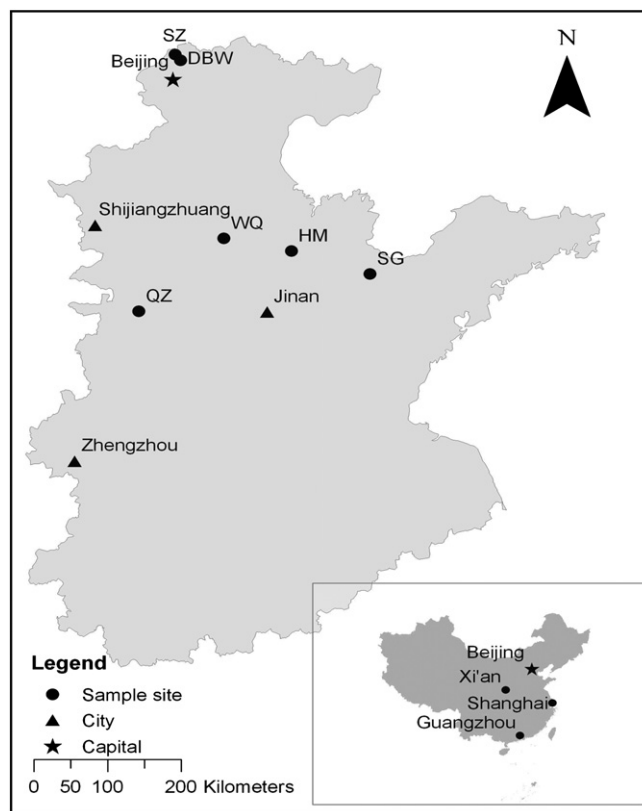 N
SZ
Beijing
DBW
Shijiangzhuang
WQ
HM
SG
QZ
Jinan
Zhengzhou
Legend
Sample site
City
Capital
0 50 100 200 Kilometers
Beijing
Xi'an
Shanghai
Guangzhou